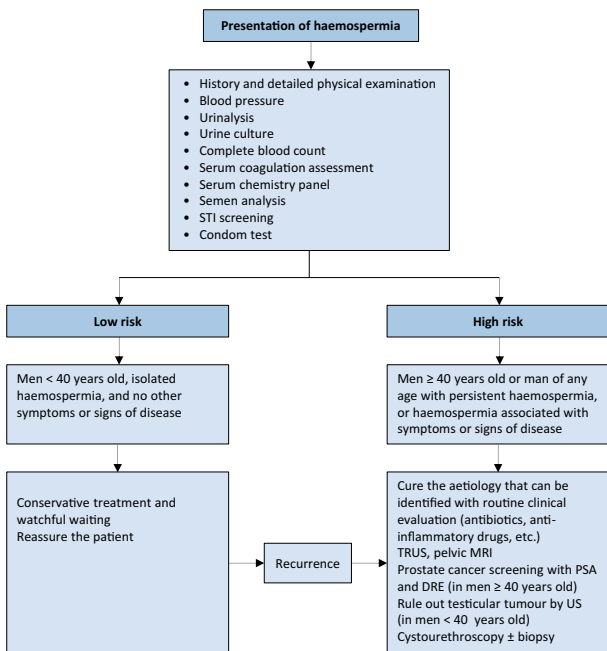 Presentation of haemospermia
• History and detailed physical examination
• Blood pressure
• Urinalysis
• Urine culture
• Complete blood count
• Serum coagulation assessment
• Serum chemistry panel
• Semen analysis
• STI screening
• Condom test
Low risk
High risk
Men < 40 years old, isolated
haemospermia, and no other
symptoms or signs of disease
Men ≥ 40 years old or man of any
age with persistent haemospermia,
or haemospermia associated with
symptoms or signs of disease
Conservative treatment and
watchful waiting
Reassure the patient
Recurrence
Cure the aetiology that can be
identified with routine clinical
evaluation (antibiotics, anti-
inflammatory drugs, etc.)
TRUS, pelvic MRI
Prostate cancer screening with PSA
and DRE (in men ≥ 40 years old)
Rule out testicular tumour by US
(in men < 40 years old)
Cystourethroscopy ± biopsy